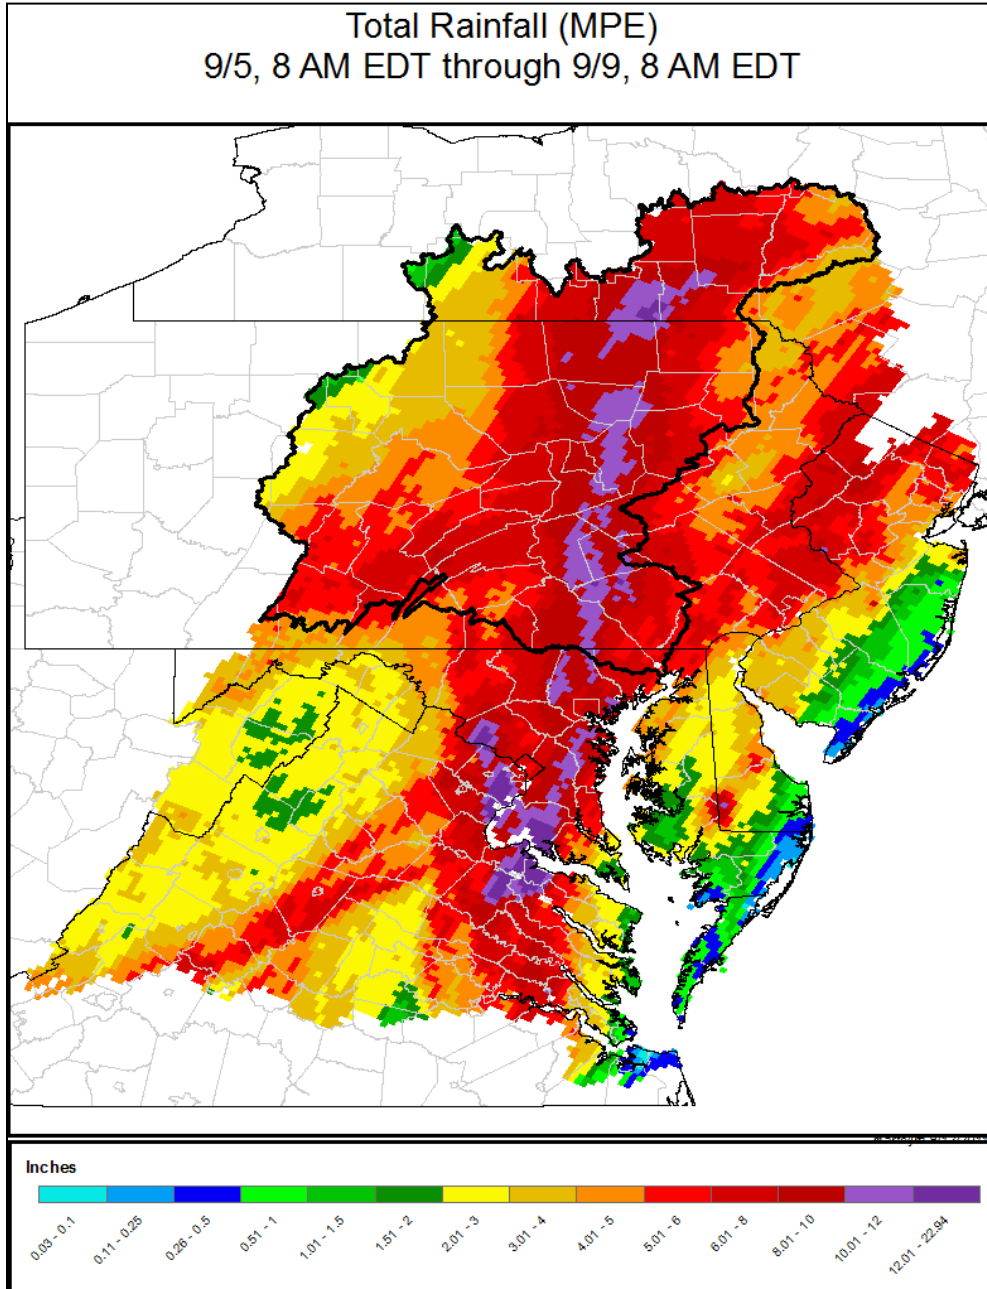 Total Rainfall (MPE)
9/5, 8 AM EDT through 9/9, 8 AM EDT
Inches
0.03 - 0.1
0.11 - 0.25
0.26 - 0.5
0.51 - 1
1.01 - 1.5
1.51 - 2
2.01 - 3
3.01 - 4
4.01 - 5
5.01 - 6
6.01 - 8
8.01 - 10
10.01 - 12
12.01 - 22.94